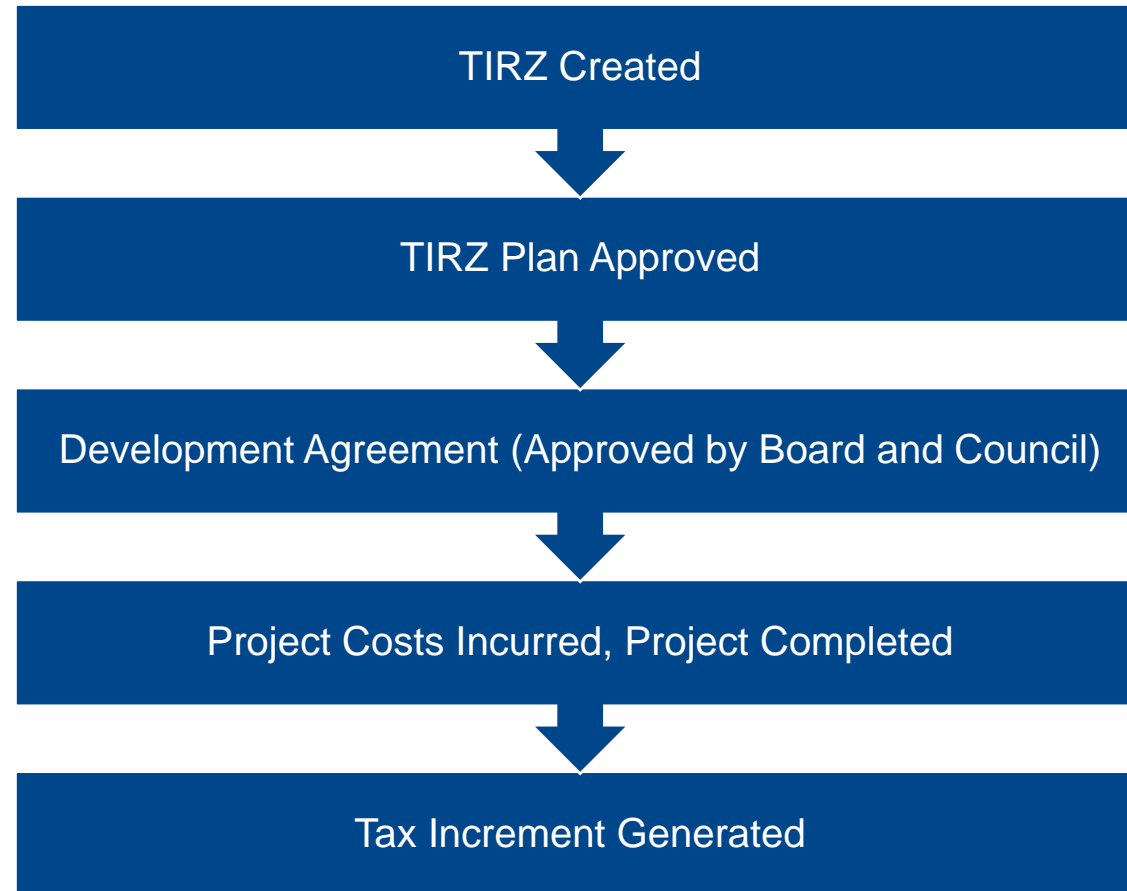 TIRZ Created
TIRZ Plan Approved
Development Agreement (Approved by Board and Council)
Project Costs Incurred, Project Completed
Tax Increment Generated